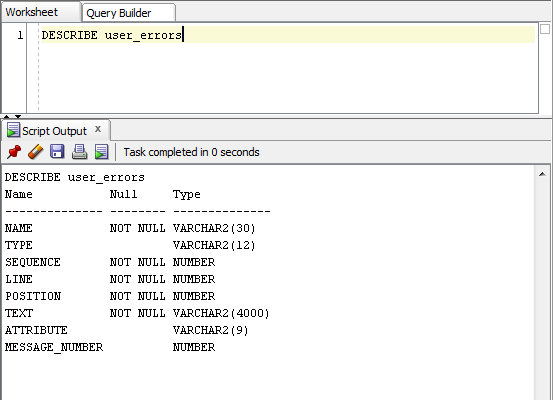 Worksheet Query Builder
1 DESCRIBE user_errors
Script Output x
Task completed in 0 seconds
DESCRIBE user_errors
Name           Null     Type
-------------- -------- --------------
NAME           NOT NULL VARCHAR2(30)
TYPE                    VARCHAR2(12)
SEQUENCE       NOT NULL NUMBER
LINE           NOT NULL NUMBER
POSITION       NOT NULL NUMBER
TEXT           NOT NULL VARCHAR2(4000)
ATTRIBUTE               VARCHAR2(9)
MESSAGE_NUMBER          NUMBER